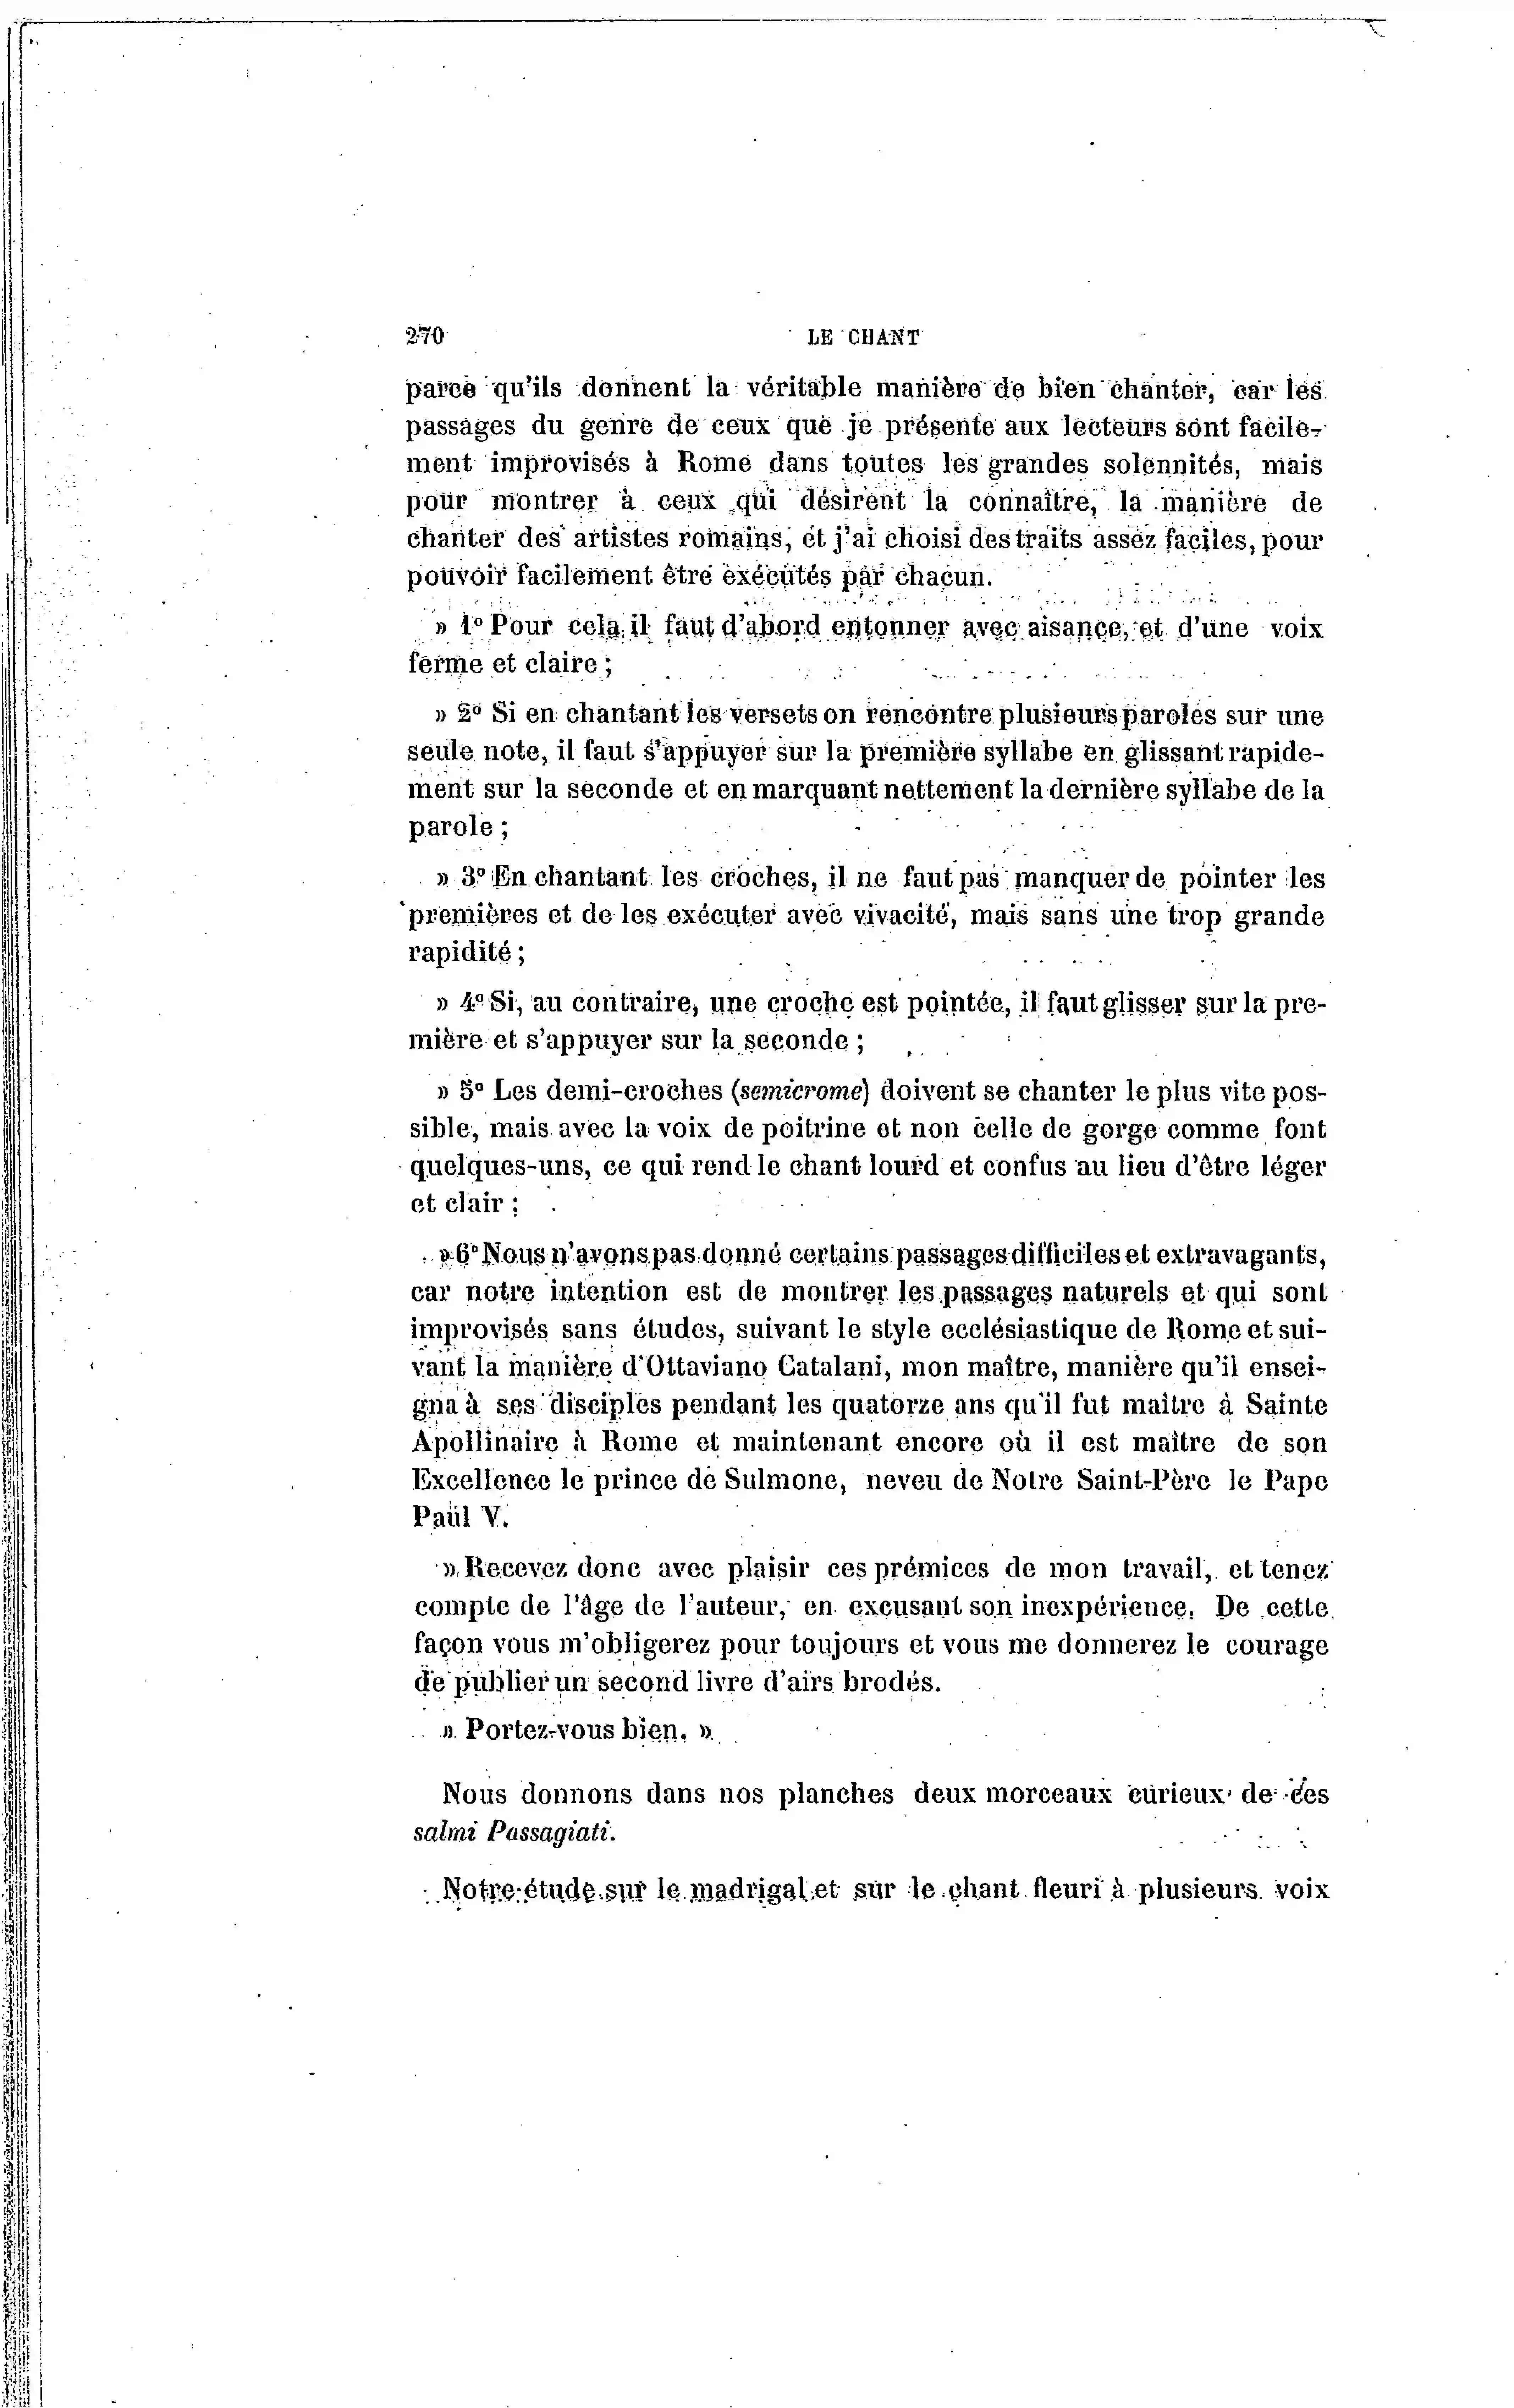 270
LE CHANT
parce qu'ils donnent la véritable manière de bien chanter, car les
passages du genre de ceux que je présente aux lecteurs sont facile-
ment improvisés à Rome dans toutes les grandes solennités, mais
pour montrer à ceux qui désirent la connaître, la manière de
chanter des artistes romains, et j'ai choisi des traits assez faciles, pour
pouvoir facilement être exécutés par chacun.
» 1° Pour cela il faut d'abord entonner avec aisance, et d'une voix
ferme et claire ;
» 2° Si en chantant les versets on rencontre plusieurs paroles sur une
seule note, il faut s'appuyer sur la première syllabe en glissant rapide-
ment sur la seconde et en marquant nettement la dernière syllabe de la
parole ;
» 3° En chantant les croches, il ne faut pas manquer de pointer les
premières et de les exécuter avec vivacité, mais sans une trop grande
rapidité ;
» 4° Si, au contraire, une croche est pointée, il faut glisser sur la pre-
mière et s'appuyer sur la seconde ;
» 5° Les demi-croches (semicrome) doivent se chanter le plus vite pos-
sible, mais avec la voix de poitrine et non celle de gorge comme font
quelques-uns, ce qui rend le chant lourd et confus au lieu d'être léger
et clair ;
» 6° Nous n'avons pas donné certains passages difficiles et extravagants,
car notre intention est de montrer les passages naturels et qui sont
improvisés sans études, suivant le style ecclésiastique de Rome et sui-
vant la manière d'Ottaviano Catalani, mon maître, manière qu'il ensei-
gna à ses disciples pendant les quatorze ans qu'il fut maître à Sainte
Apollinaire à Rome et maintenant encore où il est maître de son
Excellence le prince de Sulmone, neveu de Notre Saint-Père le Pape
Paul V.
» Recevez donc avec plaisir ces prémices de mon travail, et tenez
compte de l'âge de l'auteur, en excusant son inexpérience. De cette
façon vous m'obligerez pour toujours et vous me donnerez le courage
de publier un second livre d'airs brodés.
» Portez-vous bien. »
Nous donnons dans nos planches deux morceaux curieux de ces
salmi Passagiati.
Notre étude sur le madrigal et sur le chant fleuri à plusieurs voix